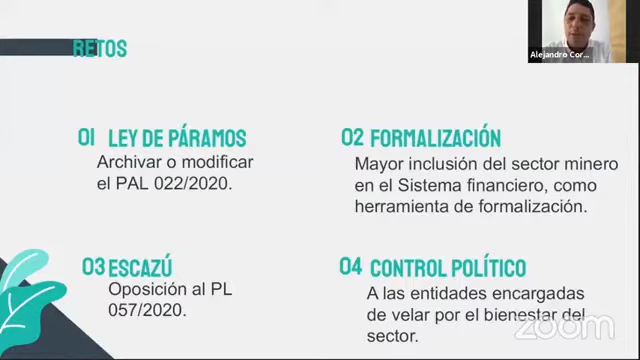 RETOS
Alejandro Cor...
01 LEY DE PÁRAMOS
Archivar o modificar
el PAL 022/2020.
02 FORMALIZACIÓN
Mayor inclusión del sector minero
en el Sistema financiero, como
herramienta de formalización.
03 ESCAZÚ
Oposición al PL
057/2020.
04 CONTROL POLÍTICO
A las entidades encargadas
de velar por el bienestar del
sector.
zoom